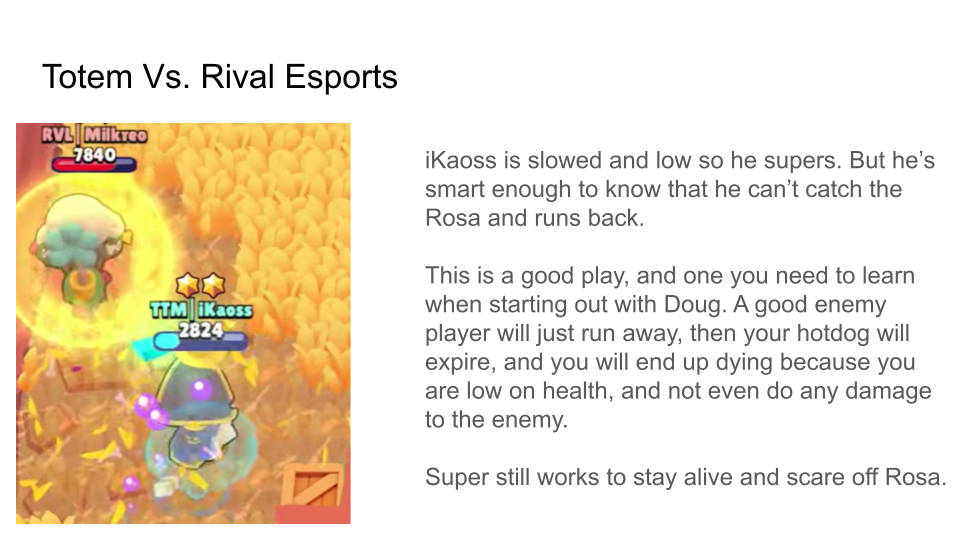 Totem Vs. Rival Esports
RVL | Milkreo
7840
TTM | iKaoss
2824
iKaoss is slowed and low so he supers. But he’s
smart enough to know that he can’t catch the
Rosa and runs back.
This is a good play, and one you need to learn
when starting out with Doug. A good enemy
player will just run away, then your hotdog will
expire, and you will end up dying because you
are low on health, and not even do any damage
to the enemy.
Super still works to stay alive and scare off Rosa.